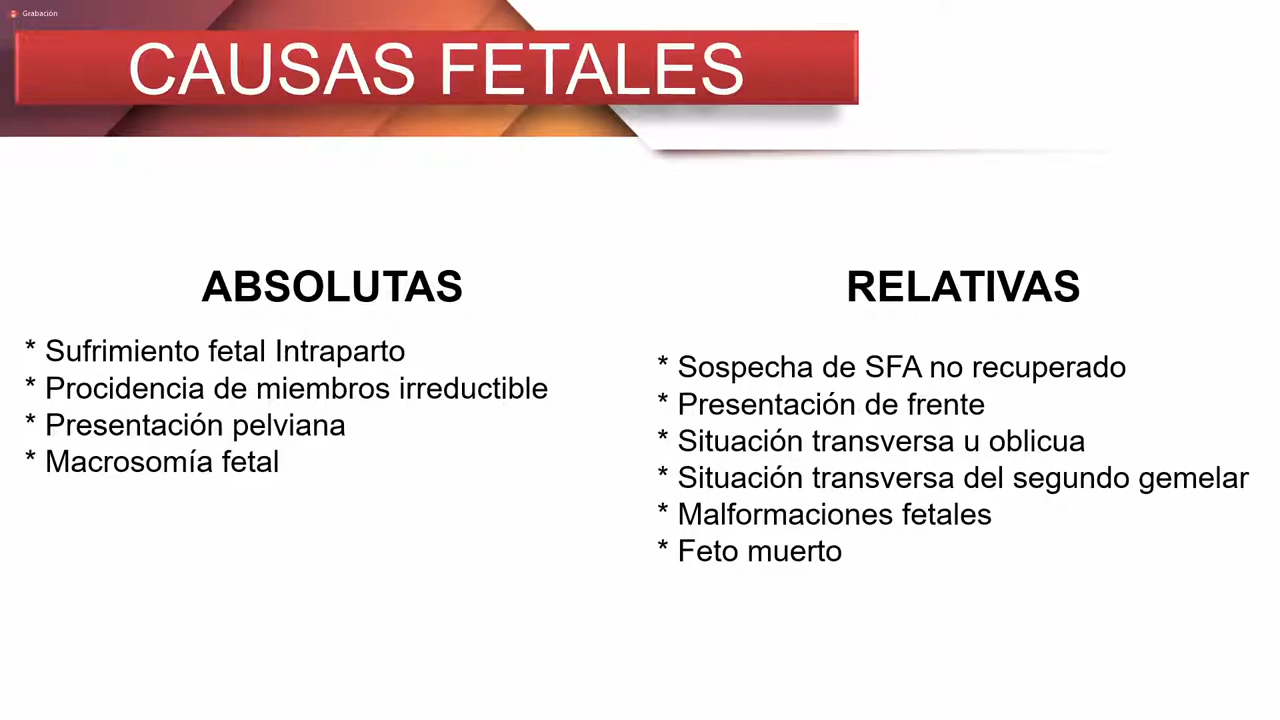 Grabación
CAUSAS FETALES
ABSOLUTAS
* Sufrimiento fetal Intraparto
* Procidencia de miembros irreductible
* Presentación pelviana
* Macrosomía fetal
RELATIVAS
* Sospecha de SFA no recuperado
* Presentación de frente
* Situación transversa u oblicua
* Situación transversa del segundo gemelar
* Malformaciones fetales
* Feto muerto